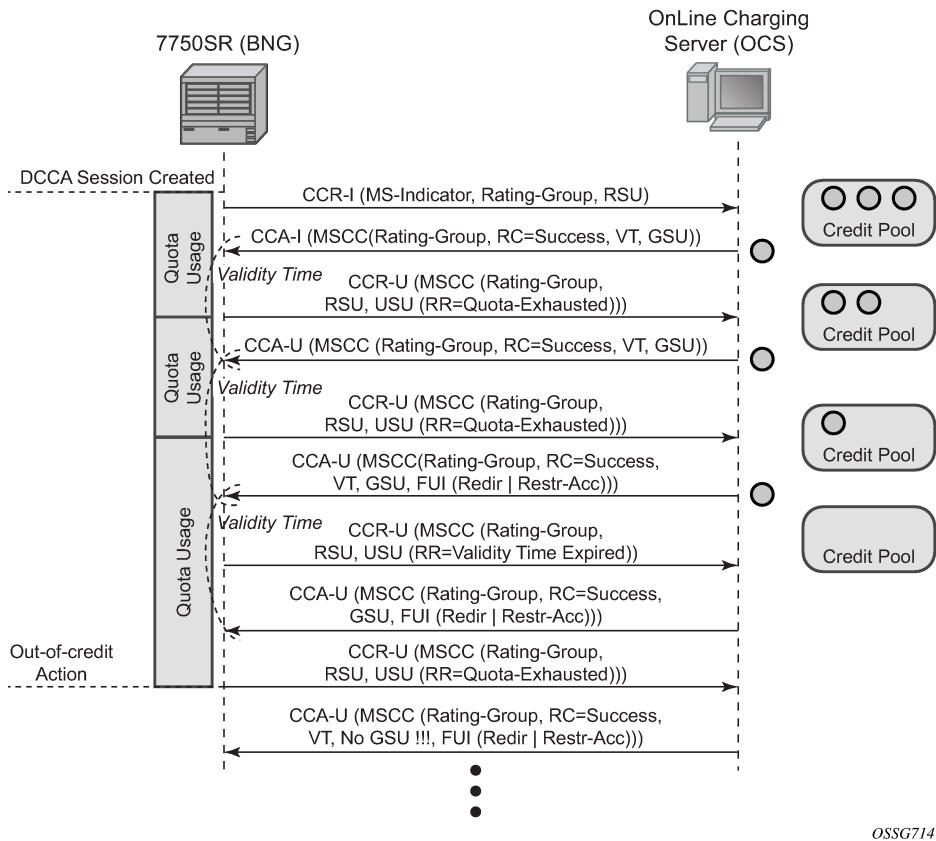 7750SR (BNG)
OnLine Charging
Server (OCS)
DCCA Session Created
CCR-I (MS-Indicator, Rating-Group, RSU)
Credit Pool
Quota
Usage
CCA-I (MSCC(Rating-Group, RC=Success, VT, GSU))
Validity Time
CCR-U (MSCC (Rating-Group,
RSU, USU (RR=Quota-Exhausted)))
Credit Pool
Quota
Usage
CCA-U (MSCC (Rating-Group, RC=Success, VT, GSU))
Validity Time
CCR-U (MSCC (Rating-Group,
RSU, USU (RR=Quota-Exhausted)))
Credit Pool
Quota Usage
CCA-U (MSCC(Rating-Group, RC=Success,
VT, GSU, FUI (Redir | Restr-Acc)))
Validity Time
CCR-U (MSCC (Rating-Group,
RSU, USU (RR=Validity Time Expired))
Credit Pool
CCA-U (MSCC (Rating-Group, RC=Success,
GSU, FUI (Redir | Restr-Acc)))
Out-of-credit
Action
CCR-U (MSCC (Rating-Group,
RSU, USU (RR=Quota-Exhausted)))
CCA-U (MSCC (Rating-Group, RC=Success,
VT, No GSU !!!, FUI (Redir | Restr-Acc)))
OSSG714